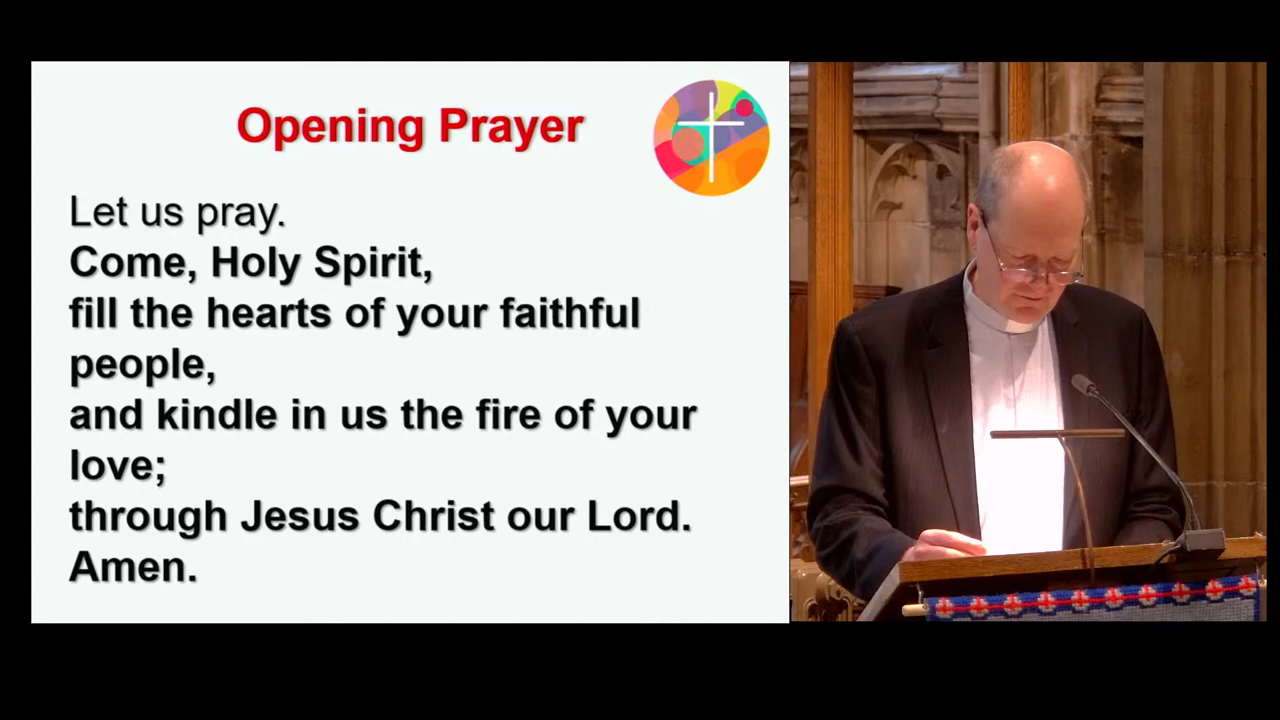 Opening Prayer
Let us pray.
Come, Holy Spirit,
fill the hearts of your faithful
people,
and kindle in us the fire of your
love;
through Jesus Christ our Lord.
Amen.